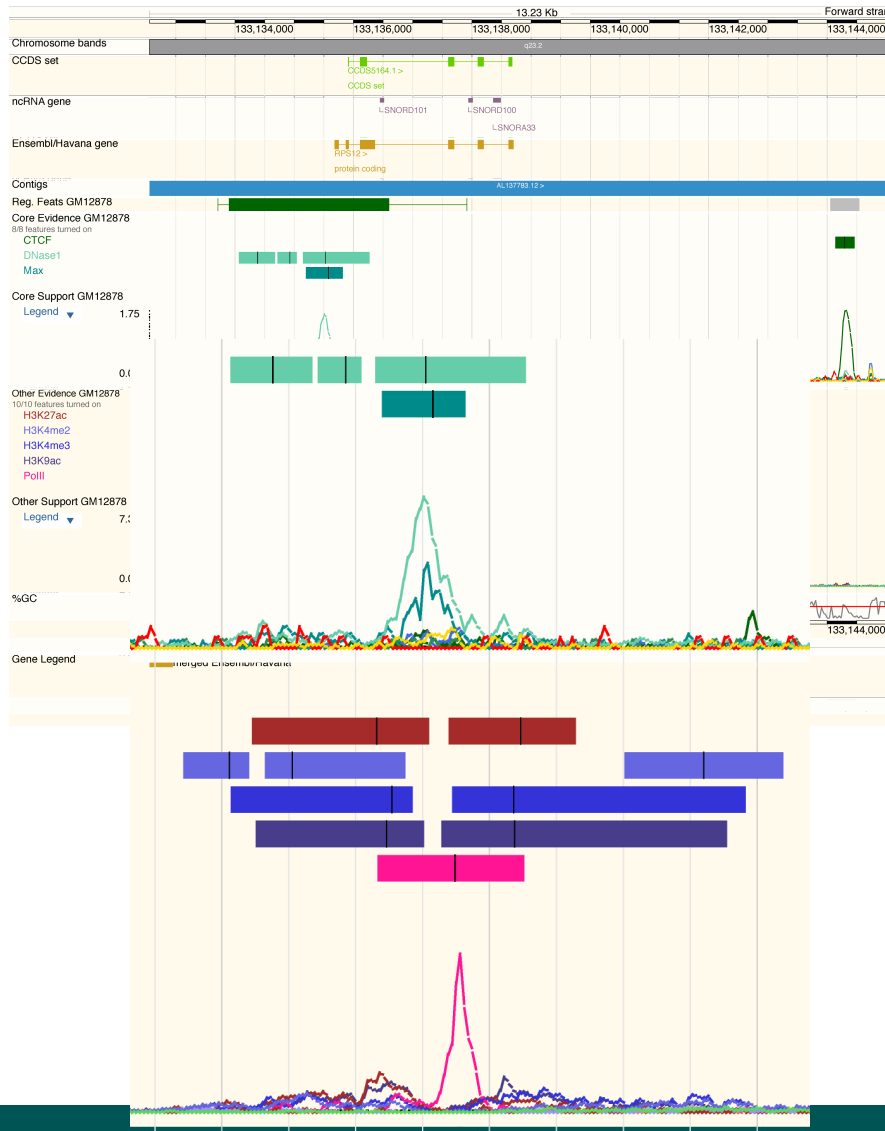 13.23 Kb
Forward stran
133,134,000 133,136,000 133,138,000 133,140,000 133,142,000 133,144,000
Chromosome bands
q23.2
CCDS set
CCDS5164.1 >
CCDS set
ncRNA gene
SNORD101 SNORD100
SNORA33
Ensembl/Havana gene
RPS12 >
protein coding
Contigs
AL137783.12 >
Reg. Feats GM12878
Core Evidence GM12878
8/8 features turned on
CTCF
DNase1
Max
Core Support GM12878
Legend
1.75
0.0
Other Evidence GM12878
10/10 features turned on
H3K27ac
H3K4me2
H3K4me3
H3K9ac
PolII
Other Support GM12878
Legend
0.0
%GC
133,144,000
Gene Legend
merged Ensembl/Havana